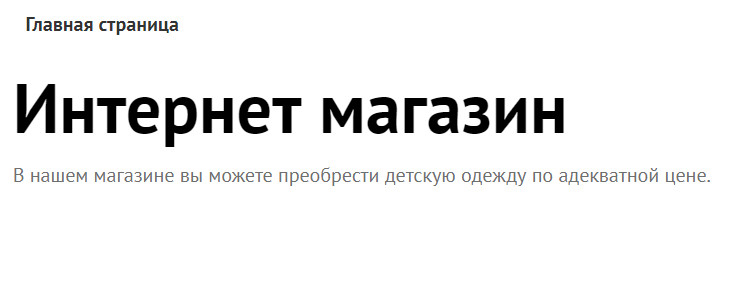 Главная страница
Интернет магазин
В нашем магазине вы можете преобрести детскую одежду по адекватной цене.